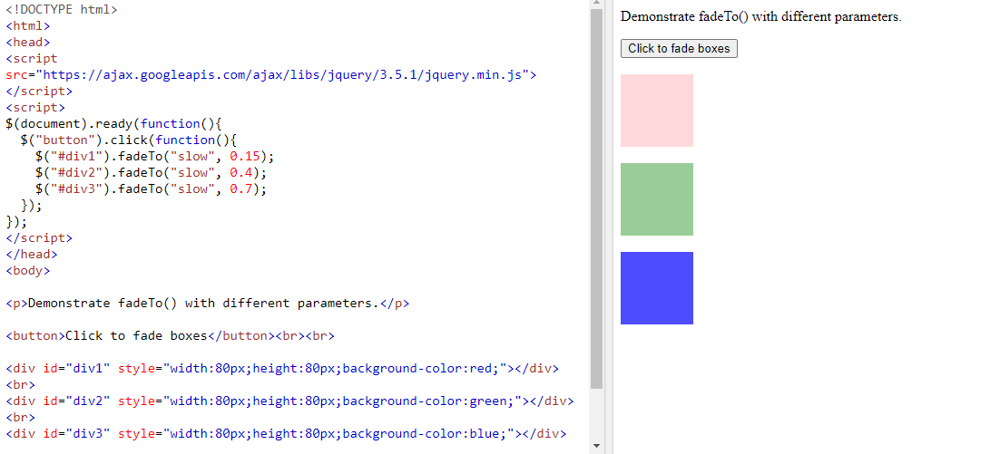 <!DOCTYPE html>
<html>
<head>
<script
src="https://ajax.googleapis.com/ajax/libs/jquery/3.5.1/jquery.min.js">
</script>
<script>
$(document).ready(function(){
  $("button").click(function(){
    $("#div1").fadeTo("slow", 0.15);
    $("#div2").fadeTo("slow", 0.4);
    $("#div3").fadeTo("slow", 0.7);
  });
});
</script>
</head>
<body>

<p>Demonstrate fadeTo() with different parameters.</p>

<button>Click to fade boxes</button><br><br>

<div id="div1" style="width:80px;height:80px;background-color:red;"></div>
<br>
<div id="div2" style="width:80px;height:80px;background-color:green;"></div>
<br>
<div id="div3" style="width:80px;height:80px;background-color:blue;"></div>
Demonstrate fadeTo() with different parameters.
Click to fade boxes